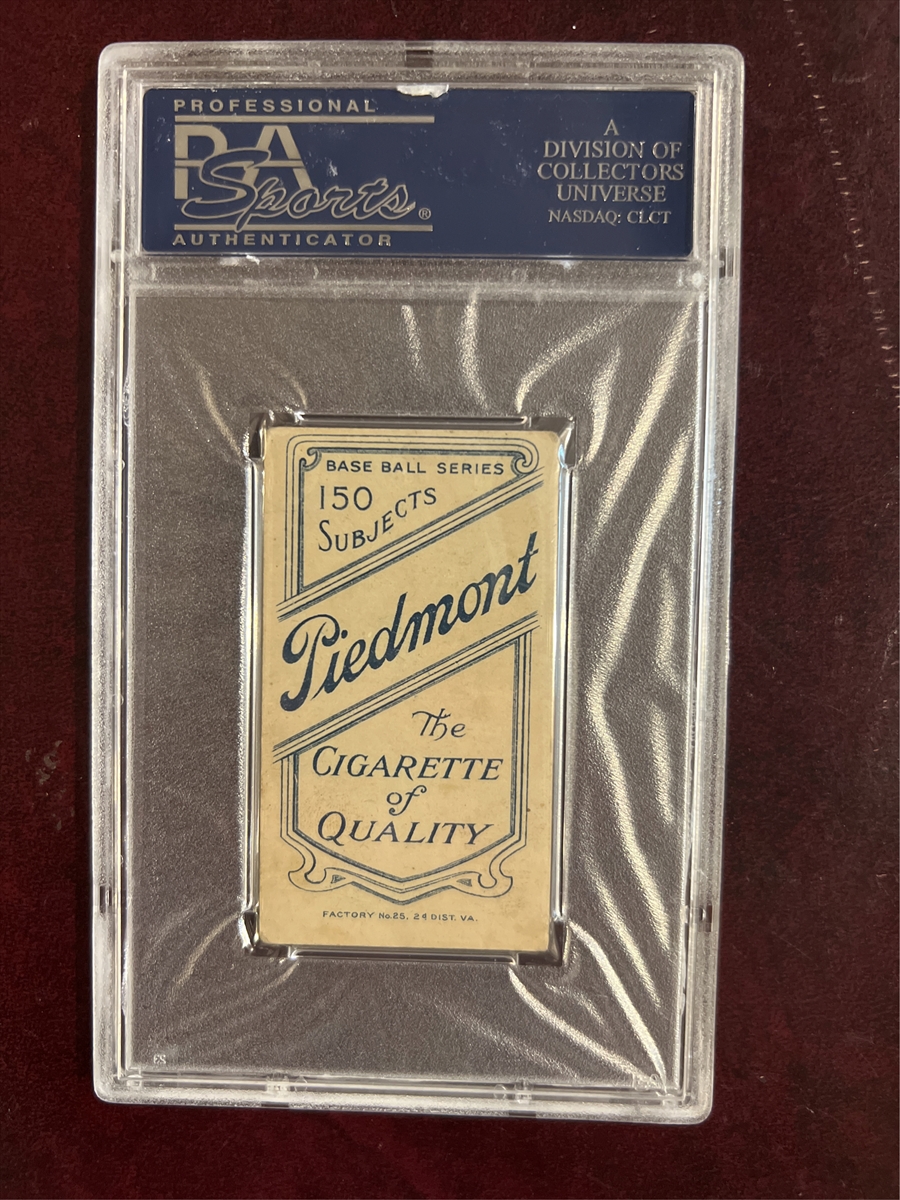 PROFESSIONAL
PSA
Sports®
AUTHENTICATOR
A
DIVISION OF
COLLECTORS
UNIVERSE
NASDAQ: CLCT
BASE BALL SERIES
150
SUBJECTS
Piedmont
The
CIGARETTE
of
QUALITY
FACTORY No. 25, 2d DIST. VA.